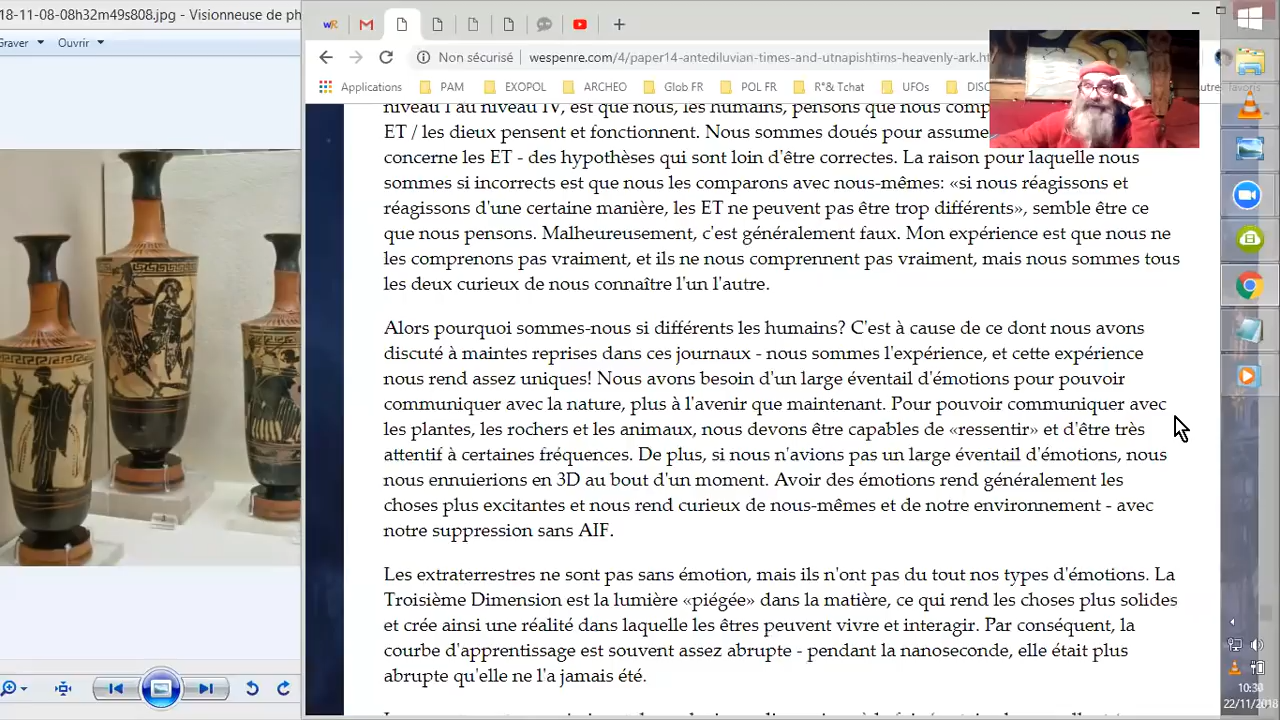 18-11-08-08h32m49s808.jpg - Visionneuse de ph
Graver
Ouvrir
Non sécurisé
wespenre.com/4/paper14-antediluvian-times-and-utnapishtims-heavenly-ark.ht
Applications
PAM
EXOPOL
ARCHEO
Glob FR
POL FR
R°& Tchat
UFOs
DISC
Autres favoris
niveau I au niveau IV, est que nous, les humains, pensons que nous comp
ET / les dieux pensent et fonctionnent. Nous sommes doués pour assume
concerne les ET - des hypothèses qui sont loin d'être correctes. La raison pour laquelle nous
sommes si incorrects est que nous les comparons avec nous-mêmes: «si nous réagissons et
réagissons d'une certaine manière, les ET ne peuvent pas être trop différents», semble être ce
que nous pensons. Malheureusement, c'est généralement faux. Mon expérience est que nous ne
les comprenons pas vraiment, et ils ne nous comprennent pas vraiment, mais nous sommes tous
les deux curieux de nous connaître l'un l'autre.
Alors pourquoi sommes-nous si différents les humains? C'est à cause de ce dont nous avons
discuté à maintes reprises dans ces journaux - nous sommes l'expérience, et cette expérience
nous rend assez uniques! Nous avons besoin d'un large éventail d'émotions pour pouvoir
communiquer avec la nature, plus à l'avenir que maintenant. Pour pouvoir communiquer avec
les plantes, les rochers et les animaux, nous devons être capables de «ressentir» et d'être très
attentif à certaines fréquences. De plus, si nous n'avions pas un large éventail d'émotions, nous
nous ennuierions en 3D au bout d'un moment. Avoir des émotions rend généralement les
choses plus excitantes et nous rend curieux de nous-mêmes et de notre environnement - avec
notre suppression sans AIF.
Les extraterrestres ne sont pas sans émotion, mais ils n'ont pas du tout nos types d'émotions. La
Troisième Dimension est la lumière «piégée» dans la matière, ce qui rend les choses plus solides
et crée ainsi une réalité dans laquelle les êtres peuvent vivre et interagir. Par conséquent, la
courbe d'apprentissage est souvent assez abrupte - pendant la nanoseconde, elle était plus
abrupte qu'elle ne l'a jamais été.
10:30
22/11/2018